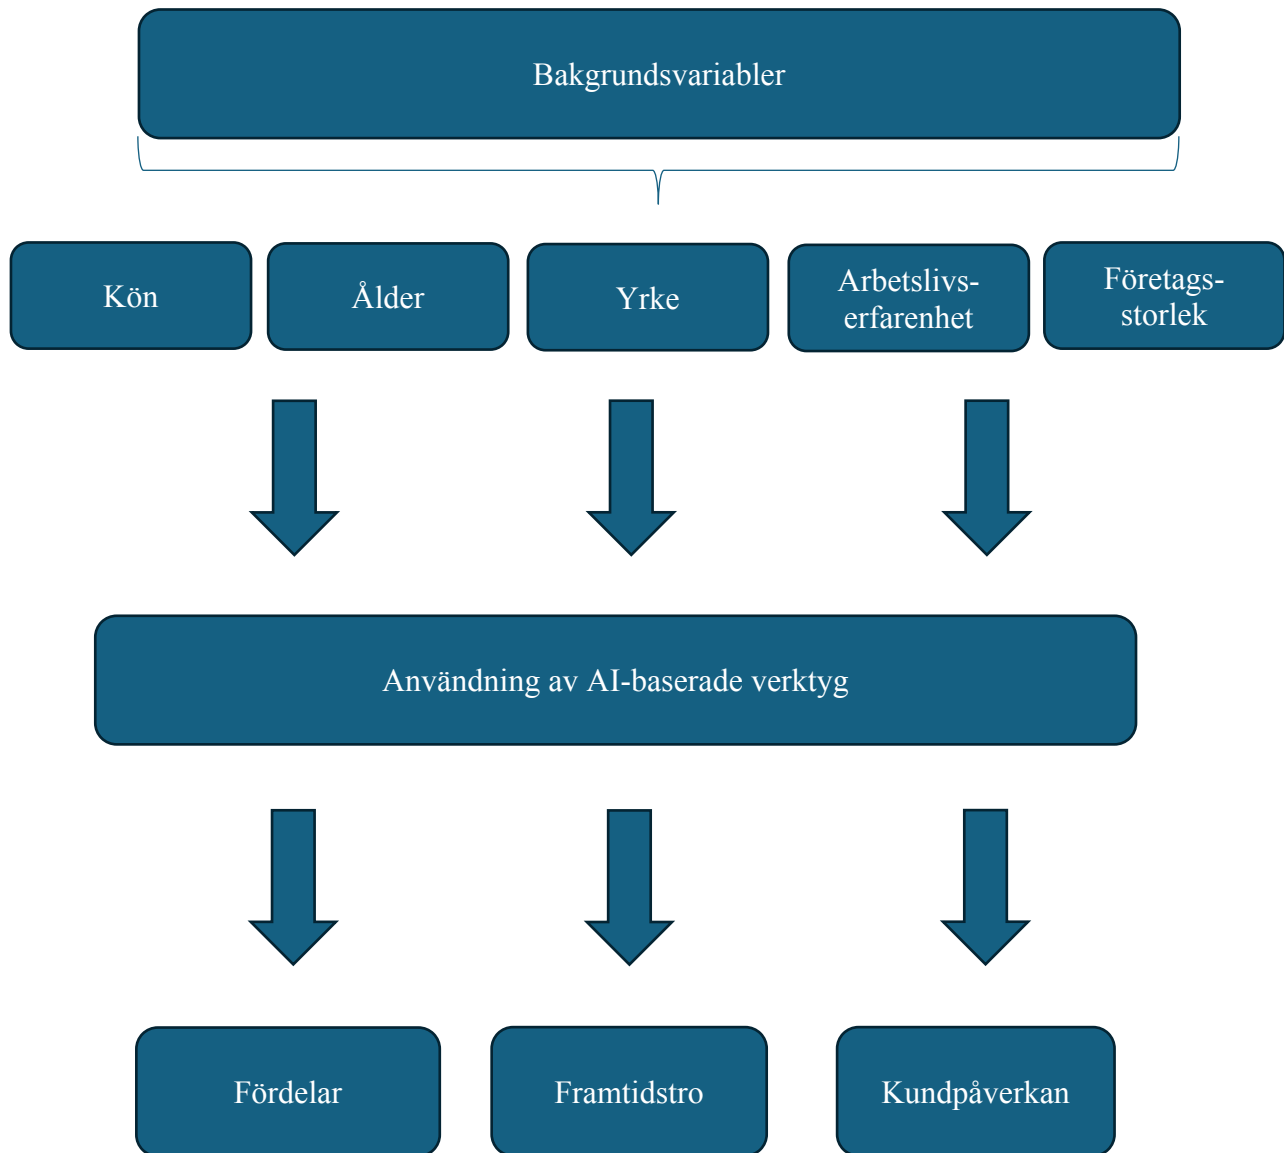 Bakgrundsvariabler
Kön
Ålder
Yrke
Arbetslivs-
erfarenhet
Företags-
storlek
Användning av AI-baserade verktyg
Fördelar
Framtidstro
Kundpåverkan